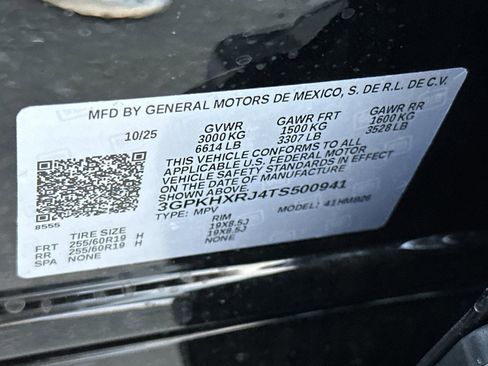 MFD BY GENERAL MOTORS DE MEXICO, S. DE R.L. DE C.V.
10/25 GVWR GAWR FRT GAWR RR
3000 KG 1500 KG 1600 KG
6614 LB 3307 LB 3528 LB
THIS VEHICLE CONFORMS TO ALL
APPLICABLE U.S. FEDERAL MOTOR
VEHICLE SAFETY STANDARDS IN EFFECT
ON THE DATE OF MANUFACTURE
SHOWN ABOVE.
3GPKHXRJ4TS500941
TYPE: MPV MODEL: 41HMB26
8555
TIRE SIZE RIM
FRT 255/60R19 H 19X8.5J
RR 255/60R19 H 19X8.5J
SPA NONE NONE